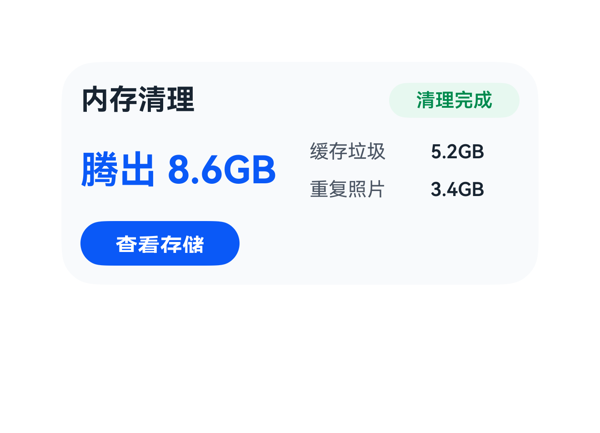 内存清理
清理完成
腾出 8.6GB
缓存垃圾 5.2GB
重复照片 3.4GB
查看存储